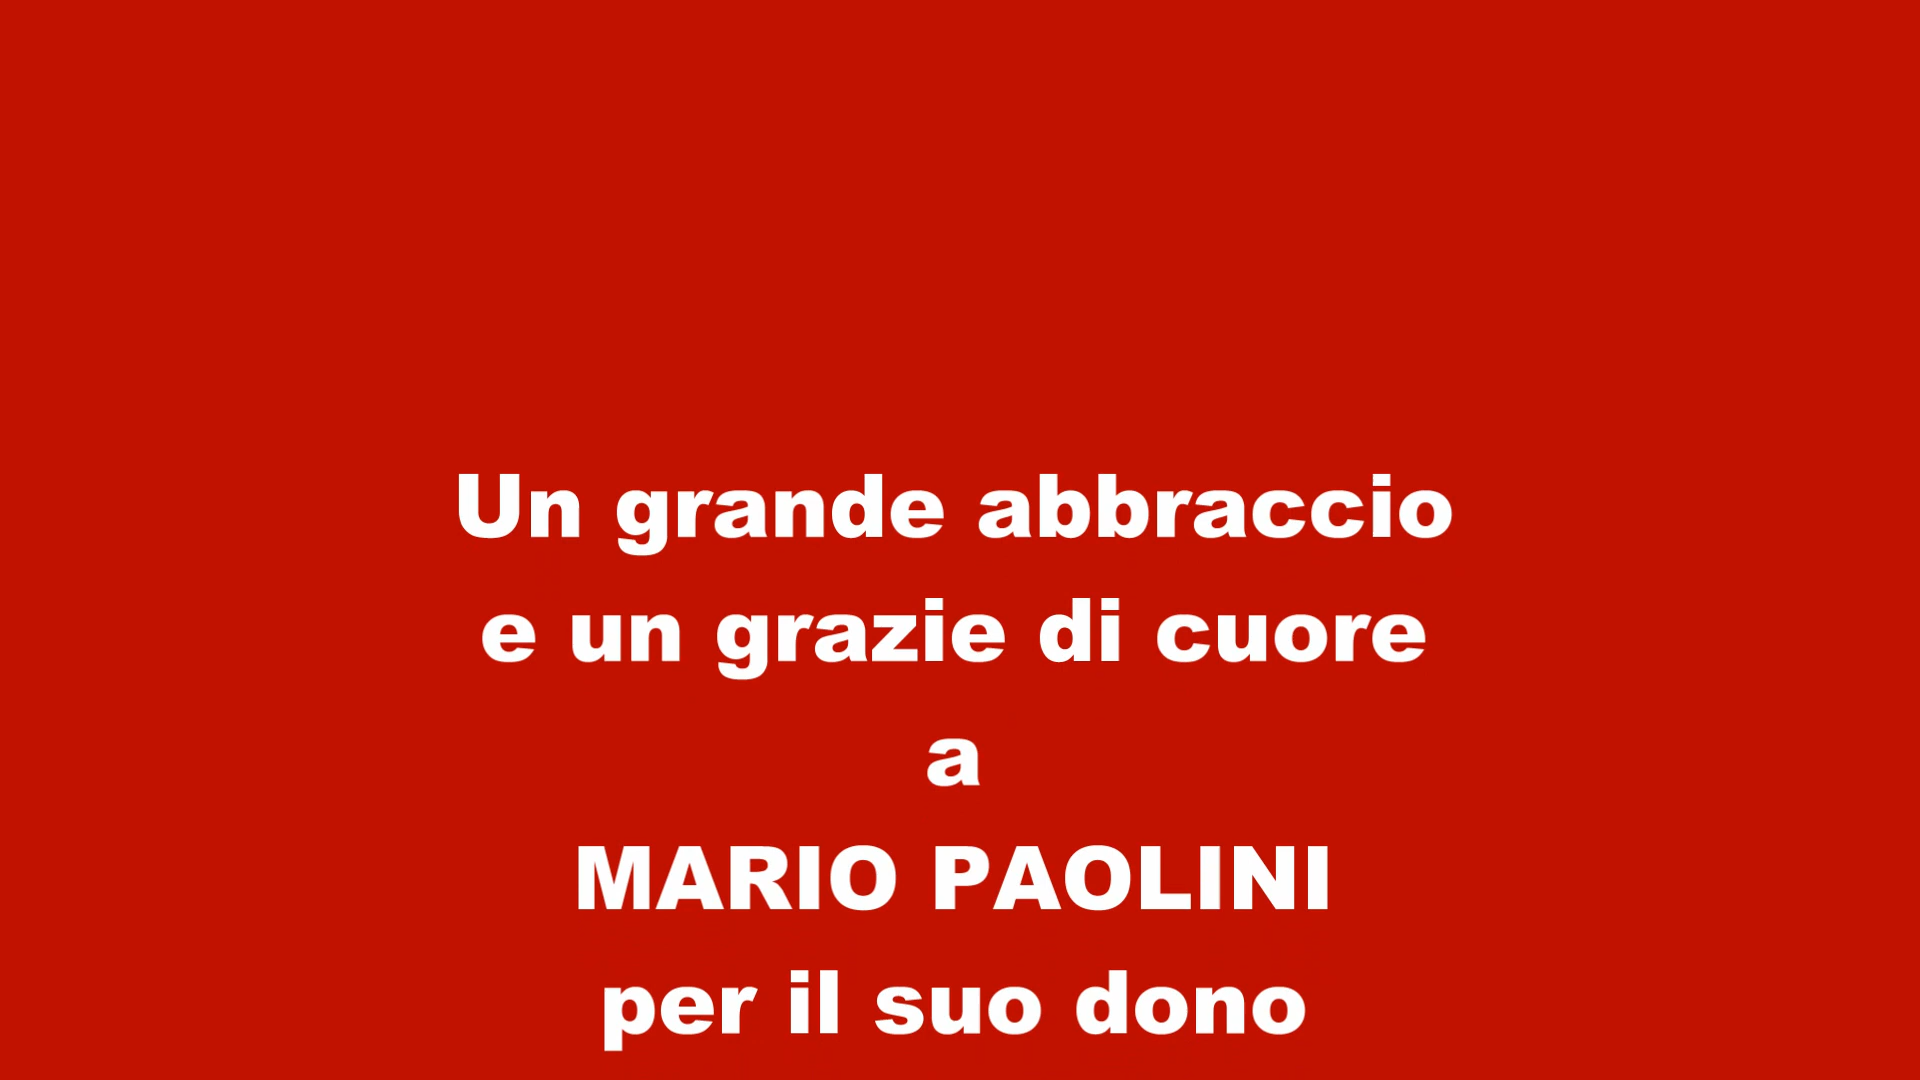 Un grande abbraccio
e un grazie di cuore
a
MARIO PAOLINI
per il suo dono